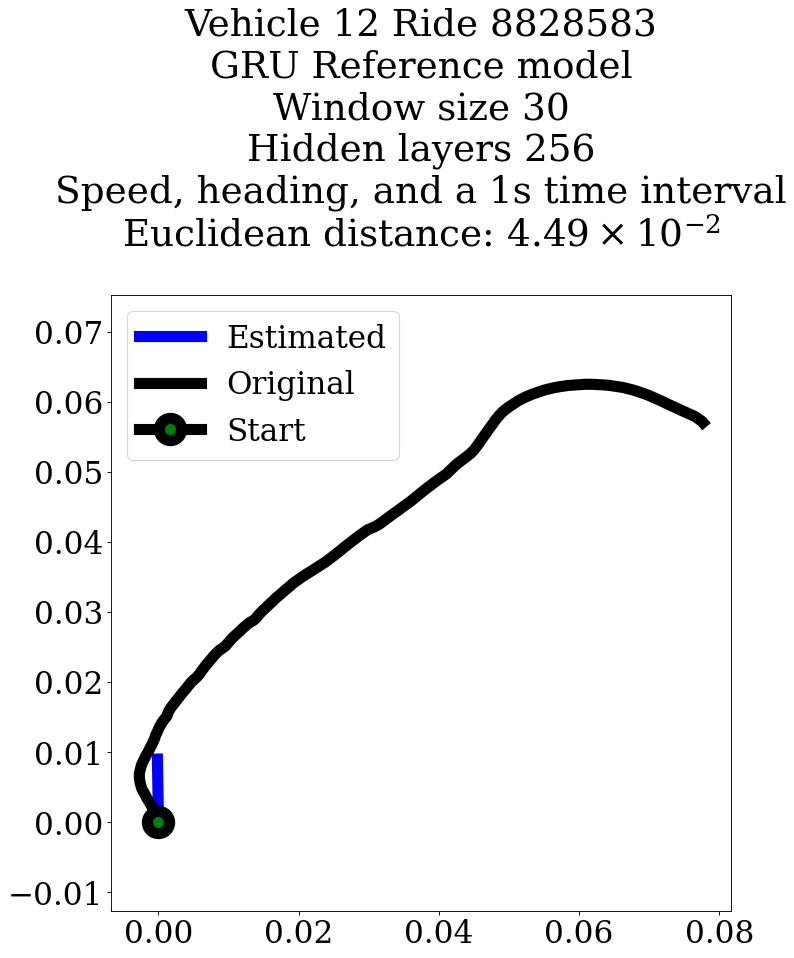 Vehicle 12 Ride 8828583
GRU Reference model
Window size 30
Hidden layers 256
Speed, heading, and a 1s time interval
Euclidean distance: 4.49 × 10⁻²
Estimated
Original
Start
0.07
0.06
0.05
0.04
0.03
0.02
0.01
0.00
−0.01
0.00 0.02 0.04 0.06 0.08